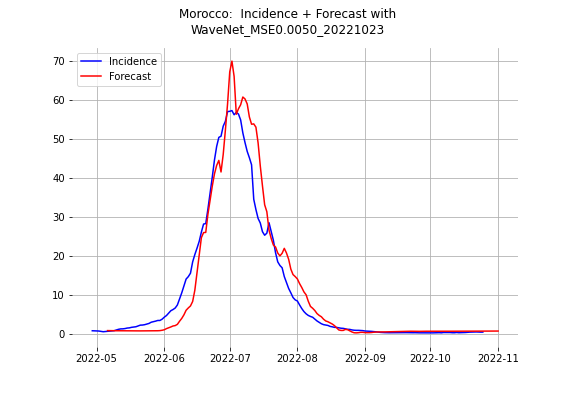 Morocco:  Incidence + Forecast with
WaveNet_MSE0.0050_20221023
Incidence
Forecast
70
60
50
40
30
20
10
0
2022-05 2022-06 2022-07 2022-08 2022-09 2022-10 2022-11